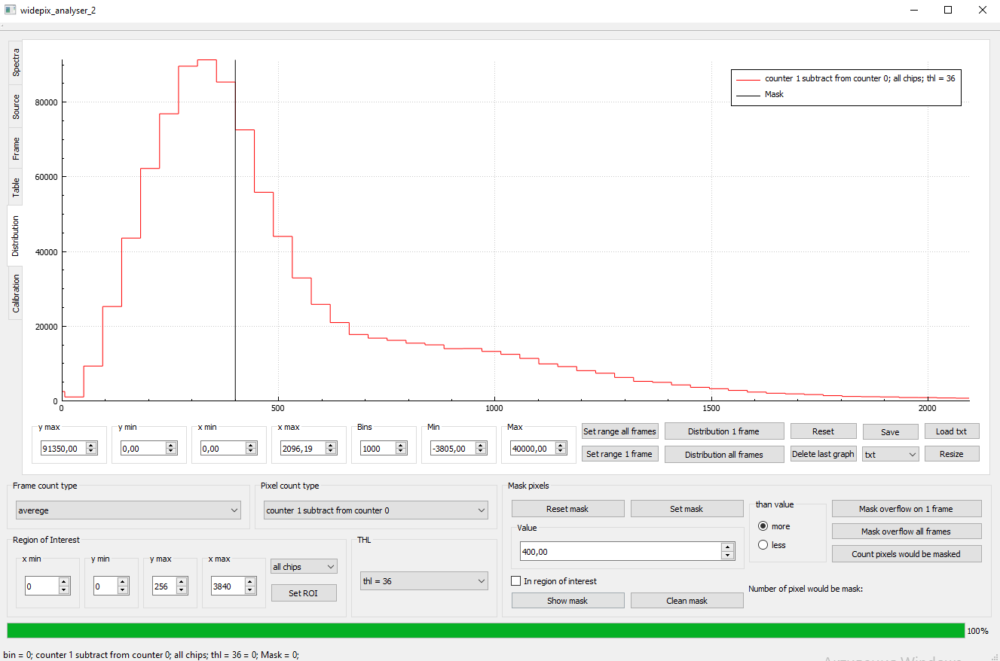 widepix_analyser_2
Spectra
Source
Frame
Table
Distribution
Calibration
counter 1 subtract from counter 0; all chips; thl = 36
Mask
80000
60000
40000
20000
0
0 500 1000 1500 2000
y max y min x min x max Bins Min Max
91350,00 0,00 0,00 2096,19 1000 -3805,00 40000,00
Set range all frames Distribution 1 frame Reset Save Load txt
Set range 1 frame Distribution all frames Delete last graph txt Resize
Frame count type Pixel count type Mask pixels
averege counter 1 subtract from counter 0
Reset mask Set mask than value Mask overflow on 1 frame
Value more Mask overflow all frames
400,00 less Count pixels would be masked
Region of Interest THL
x min y min y max x max
0 0 256 3840 all chips
Set ROI
thl = 36
In region of interest Number of pixel would be mask:
Show mask Clean mask
100%
bin = 0; counter 1 subtract from counter 0; all chips; thl = 36 = 0; Mask = 0;
Активация Windows